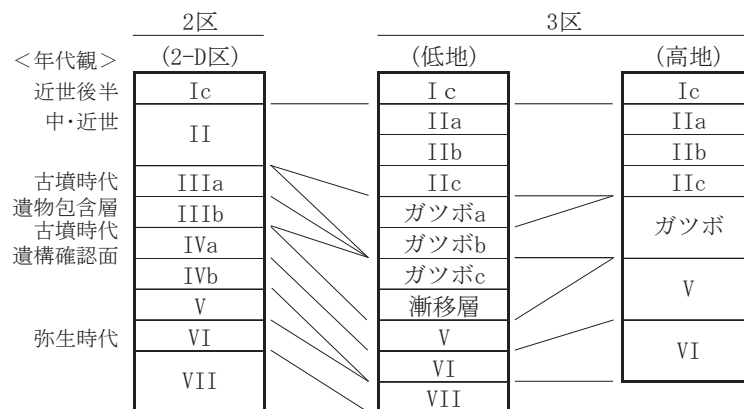 2区
3区
＜年代観＞
(2-D区)
(低地)
(高地)
近世後半
中・近世
古墳時代
遺物包含層
古墳時代
遺構確認面
弥生時代
Ic
II
IIIa
IIIb
IVa
IVb
V
VI
VII
Ic
IIa
IIb
IIc
ガツボa
ガツボb
ガツボc
漸移層
V
VI
VII
Ic
IIa
IIb
IIc
ガツボ
V
VI